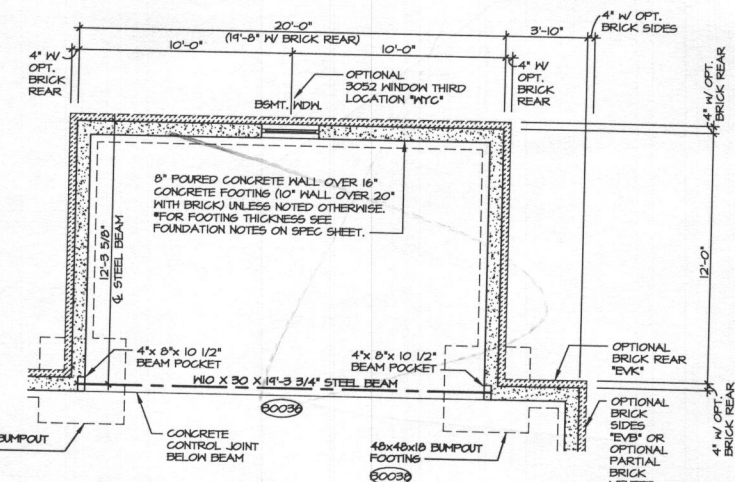 20'-0"
(19'-8" W/ BRICK REAR)
3'-10"
4" W/ OPT.
BRICK SIDES
10'-0"
10'-0"
4" W/
OPT.
BRICK
REAR
4" W/
OPT.
BRICK
REAR
4" W/ OPT.
BRICK REAR
OPTIONAL
3052 WINDOW THIRD
LOCATION "WYC"
BSMT. WDW.
8" POURED CONCRETE WALL OVER 16"
CONCRETE FOOTING (10" WALL OVER 20"
WITH BRICK) UNLESS NOTED OTHERWISE.
*FOR FOOTING THICKNESS SEE
FOUNDATION NOTES ON SPEC SHEET.
12'-3 5/8"
℄ STEEL BEAM
12'-0"
4"x 8"x 10 1/2"
BEAM POCKET
4"x 8"x 10 1/2"
BEAM POCKET
W10 X 30 X 19'-3 3/4" STEEL BEAM
OPTIONAL
BRICK REAR
"EVK"
S0038
BUMPOUT
CONCRETE
CONTROL JOINT
BELOW BEAM
48x48x18 BUMPOUT
FOOTING
S0038
OPTIONAL
BRICK
SIDES
"EVB" OR
OPTIONAL
PARTIAL
BRICK
4" W/ OPT.
BRICK REAR